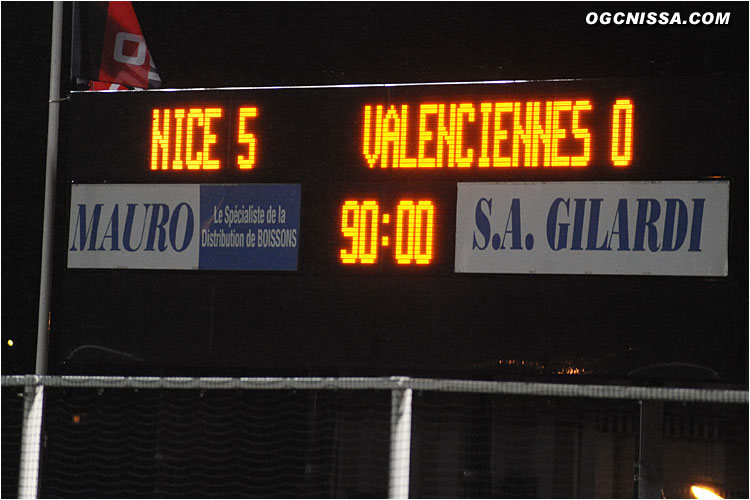 OGCNISSA.COM
NICE 5 VALENCIENNES 0
MAURO
Le Spécialiste de la
Distribution de BOISSONS
90:00
S.A. GILARDI